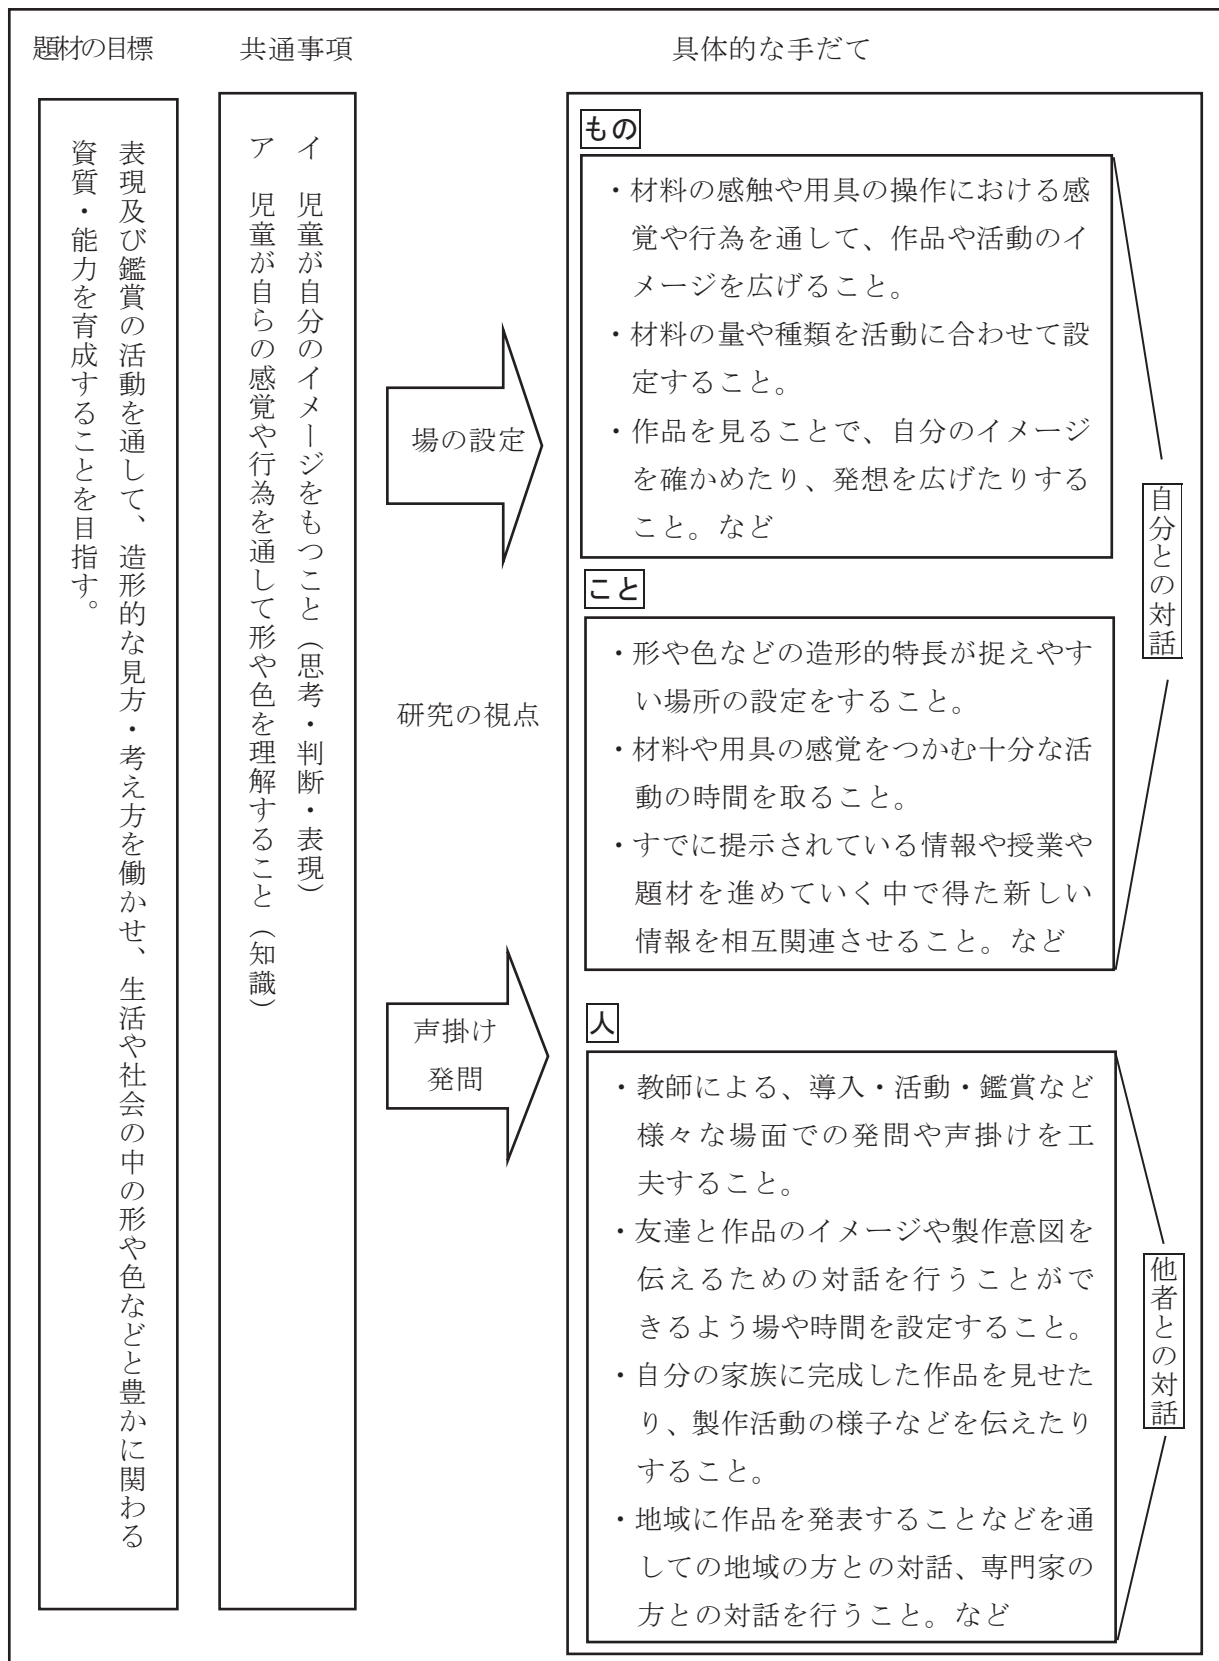 題材の目標
共通事項
具体的な手だて
表現及び鑑賞の活動を通して、造形的な見方・考え方を働かせ、生活や社会の中の形や色などと豊かに関わる
資質・能力を育成することを目指す。
イ　児童が自分のイメージをもつこと（思考・判断・表現）
ア　児童が自らの感覚や行為を通して形や色を理解すること（知識）
場の設定
研究の視点
声掛け
発問
もの
・材料の感触や用具の操作における感
覚や行為を通して、作品や活動のイ
メージを広げること。
・材料の量や種類を活動に合わせて設
定すること。
・作品を見ることで、自分のイメージ
を確かめたり、発想を広げたりする
こと。など
こと
・形や色などの造形的特長が捉えやす
い場所の設定をすること。
・材料や用具の感覚をつかむ十分な活
動の時間を取ること。
・すでに提示されている情報や授業や
題材を進めていく中で得た新しい
情報を相互関連させること。など
自分との対話
人
・教師による、導入・活動・鑑賞など
様々な場面での発問や声掛けを工
夫すること。
・友達と作品のイメージや製作意図を
伝えるための対話を行うことがで
きるよう場や時間を設定すること。
・自分の家族に完成した作品を見せた
り、製作活動の様子などを伝えたり
すること。
・地域に作品を発表することなどを通
しての地域の方との対話、専門家の
方との対話を行うこと。など
他者との対話